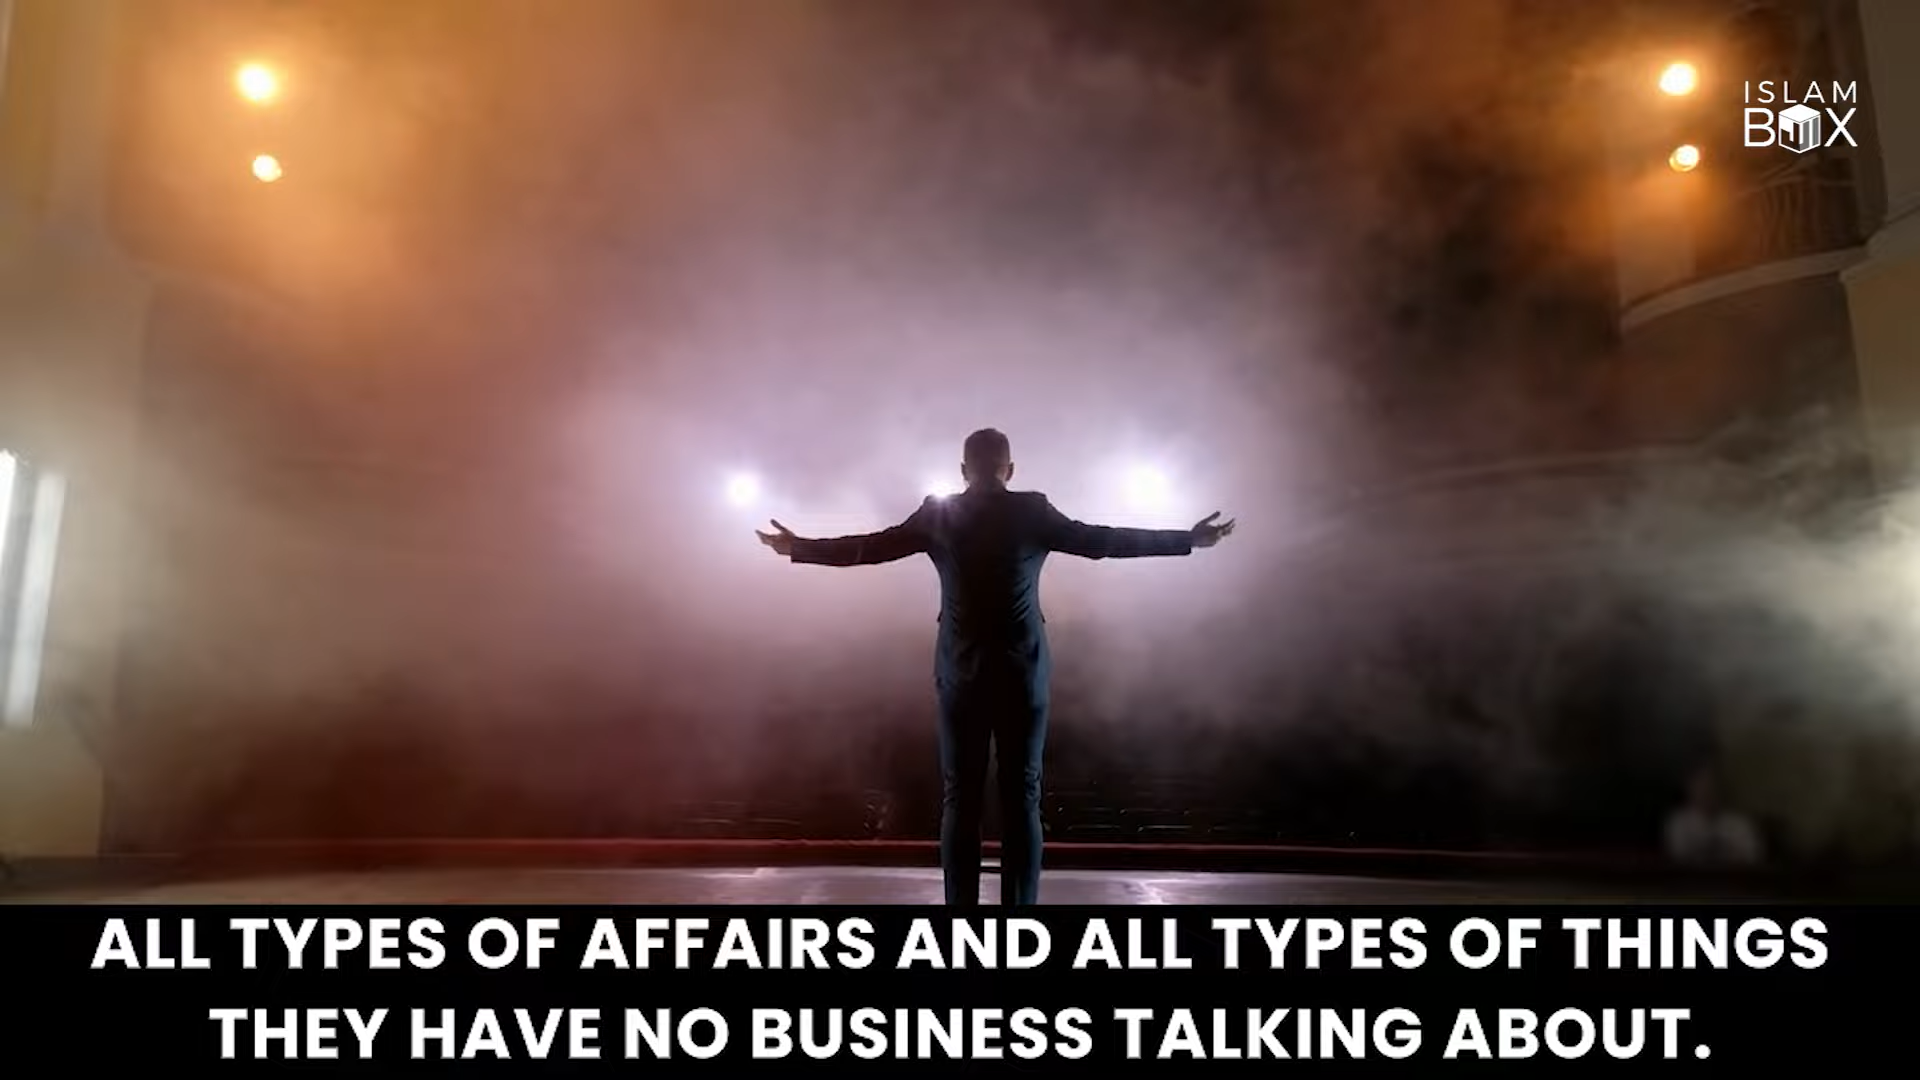 ISLAM
BOX
ALL TYPES OF AFFAIRS AND ALL TYPES OF THINGS
THEY HAVE NO BUSINESS TALKING ABOUT.